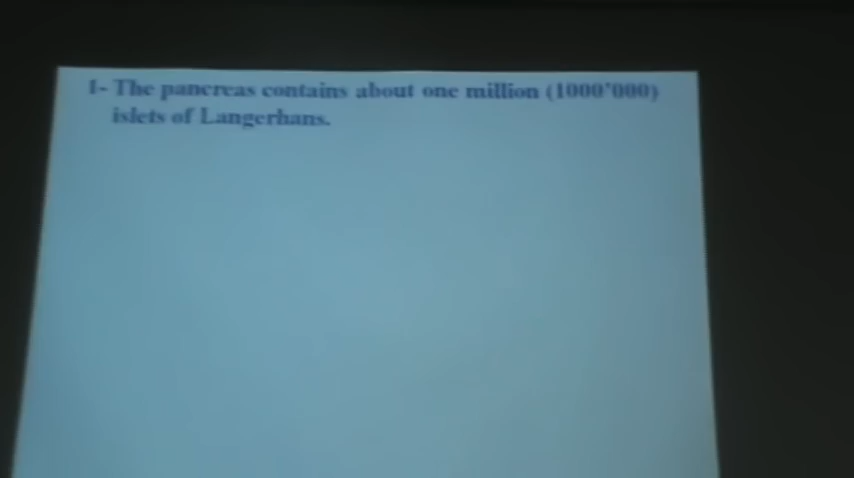 1- The pancreas contains about one million (1000'000)
islets of Langerhans.